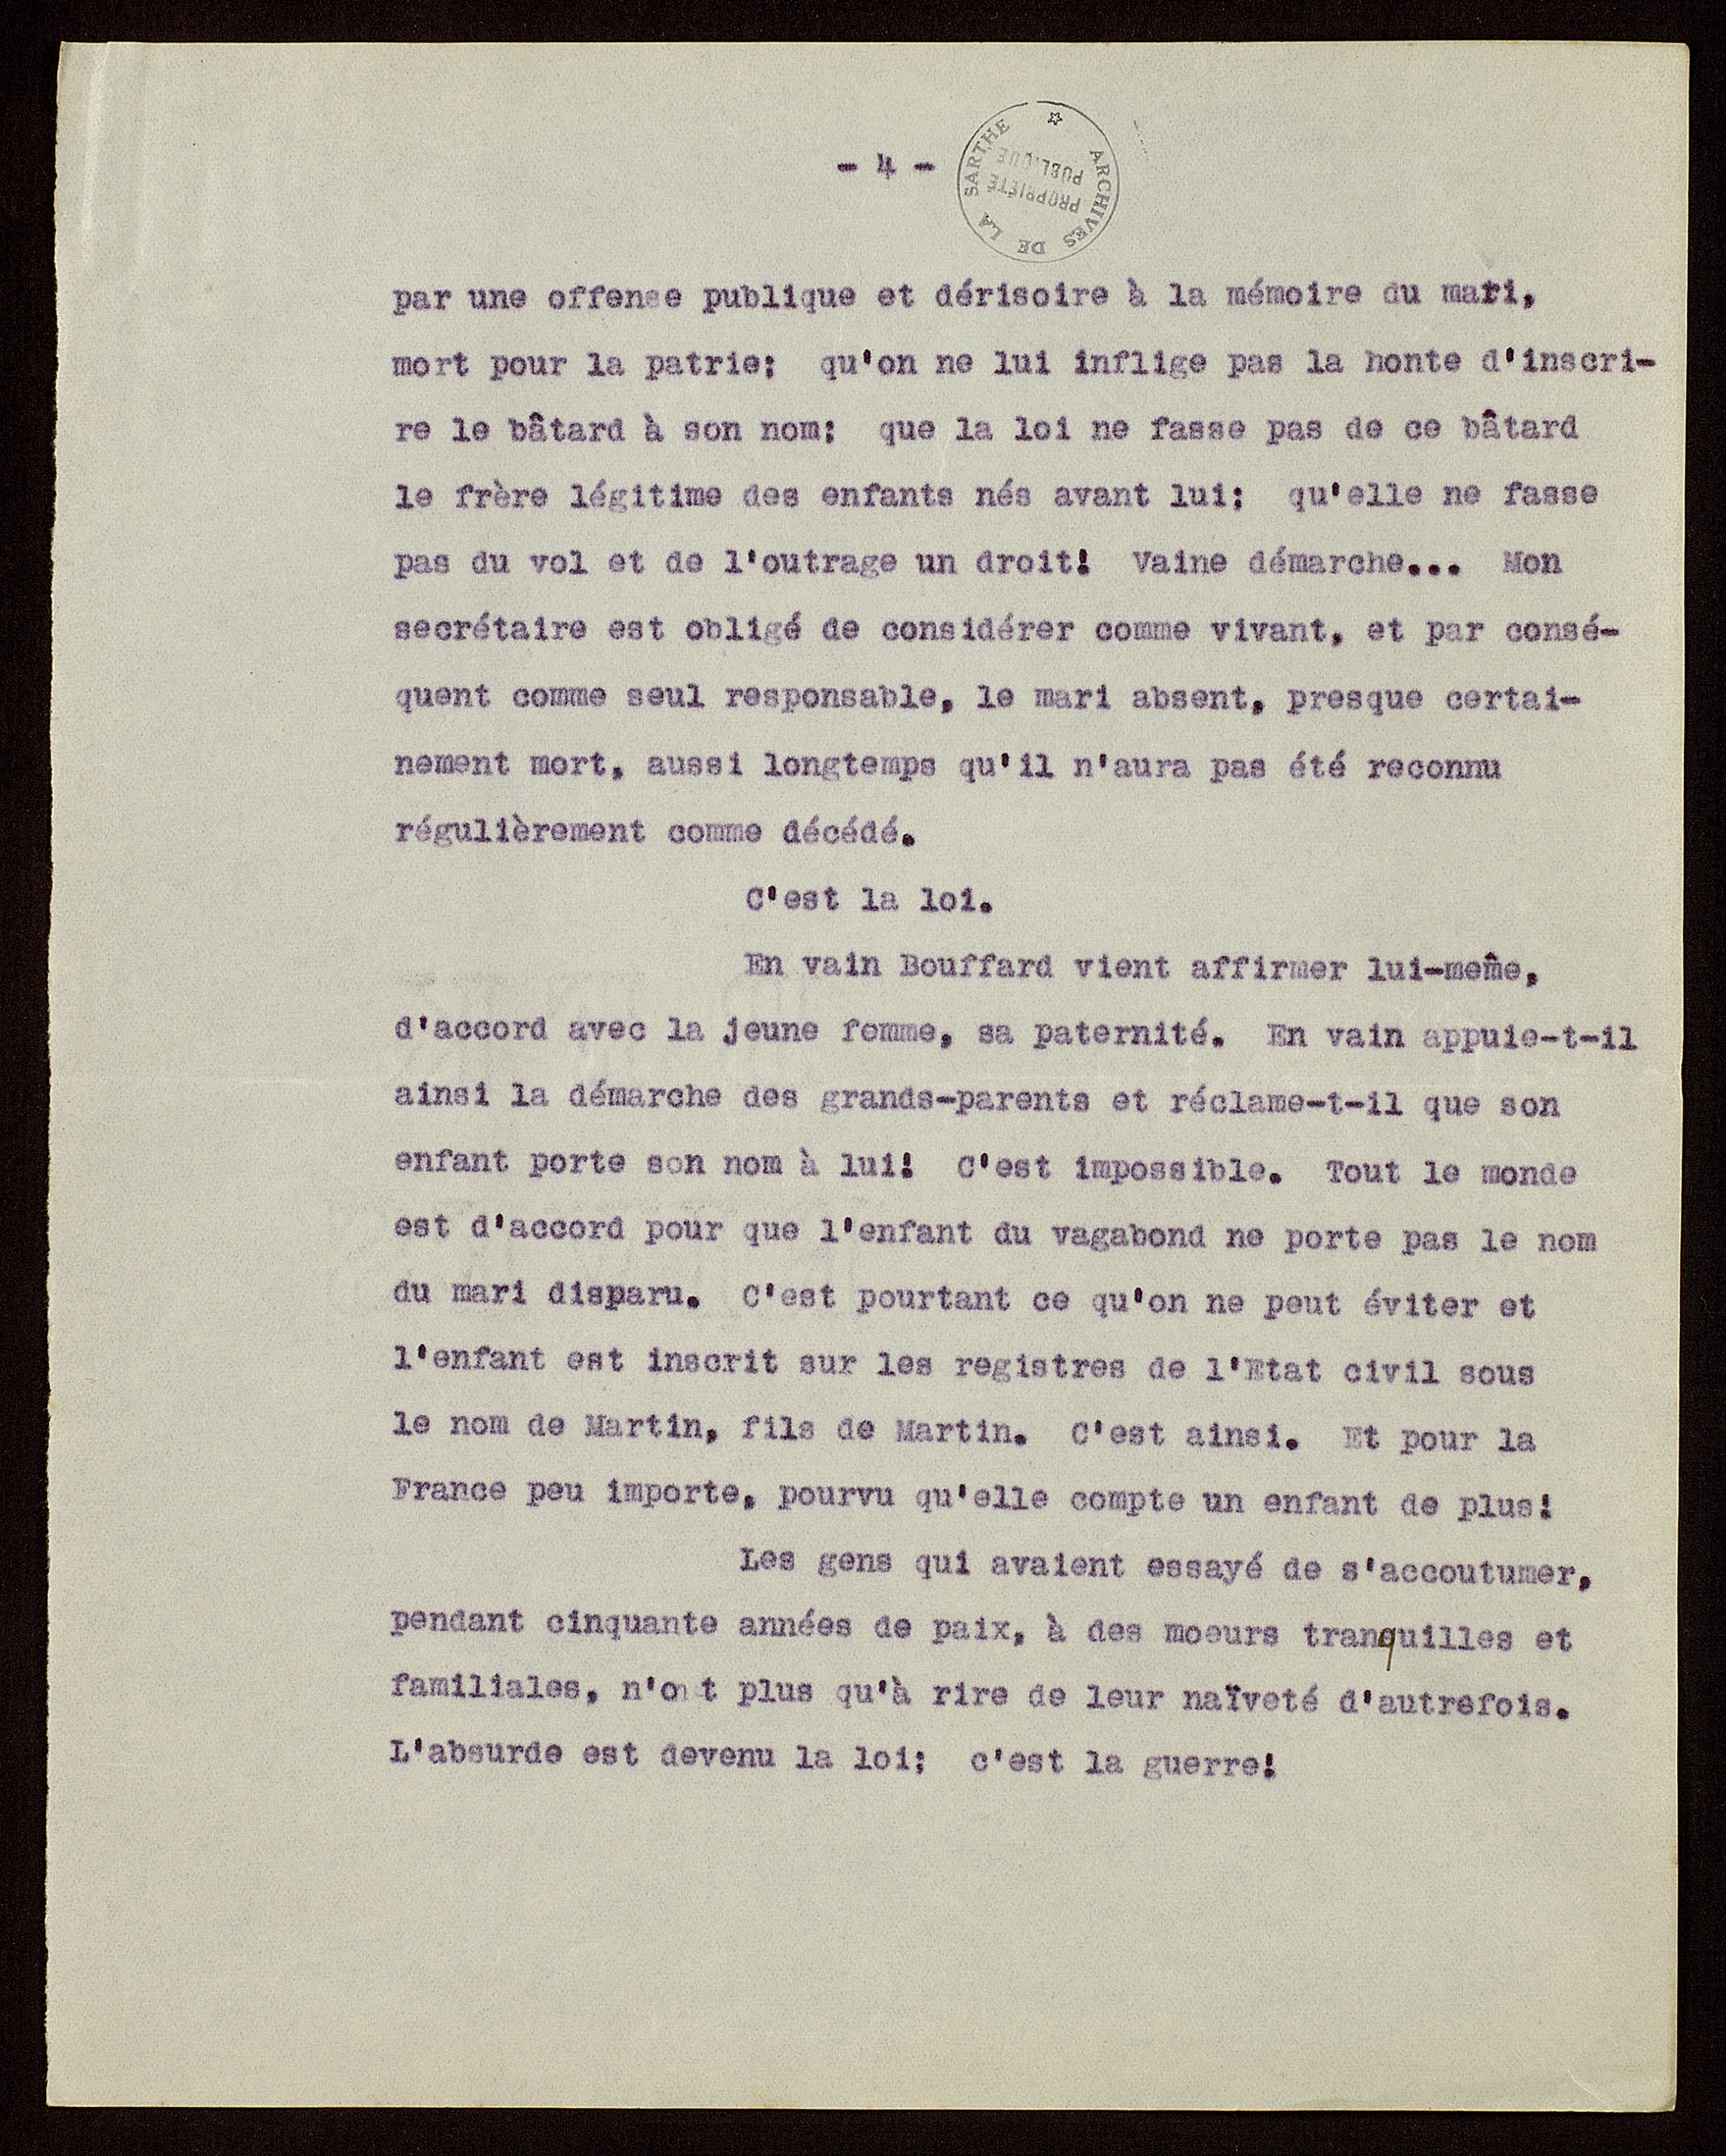 - 4 -
ARCHIVES DE LA SARTHE
PROPRIÉTÉ
PUBLIQUE
par une offense publique et dérisoire à la mémoire du mari,
mort pour la patrie; qu'on ne lui inflige pas la honte d'inscri-
re le bâtard à son nom; que la loi ne fasse pas de ce bâtard
le frère légitime des enfants nés avant lui; qu'elle ne fasse
pas du vol et de l'outrage un droit! Vaine démarche... Mon
secrétaire est obligé de considérer comme vivant, et par consé-
quent comme seul responsable, le mari absent, presque certai-
nement mort, aussi longtemps qu'il n'aura pas été reconnu
régulièrement comme décédé.
C'est la loi.
En vain Bouffard vient affirmer lui-même,
d'accord avec la jeune femme, sa paternité. En vain appuie-t-il
ainsi la démarche des grands-parents et réclame-t-il que son
enfant porte son nom à lui! C'est impossible. Tout le monde
est d'accord pour que l'enfant du vagabond ne porte pas le nom
du mari disparu. C'est pourtant ce qu'on ne peut éviter et
l'enfant est inscrit sur les registres de l'Etat civil sous
le nom de Martin, fils de Martin. C'est ainsi. Et pour la
France peu importe, pourvu qu'elle compte un enfant de plus!
Les gens qui avaient essayé de s'accoutumer,
pendant cinquante années de paix, à des moeurs tranquilles et
familiales, n'ont plus qu'à rire de leur naïveté d'autrefois.
L'absurde est devenu la loi; c'est la guerre!